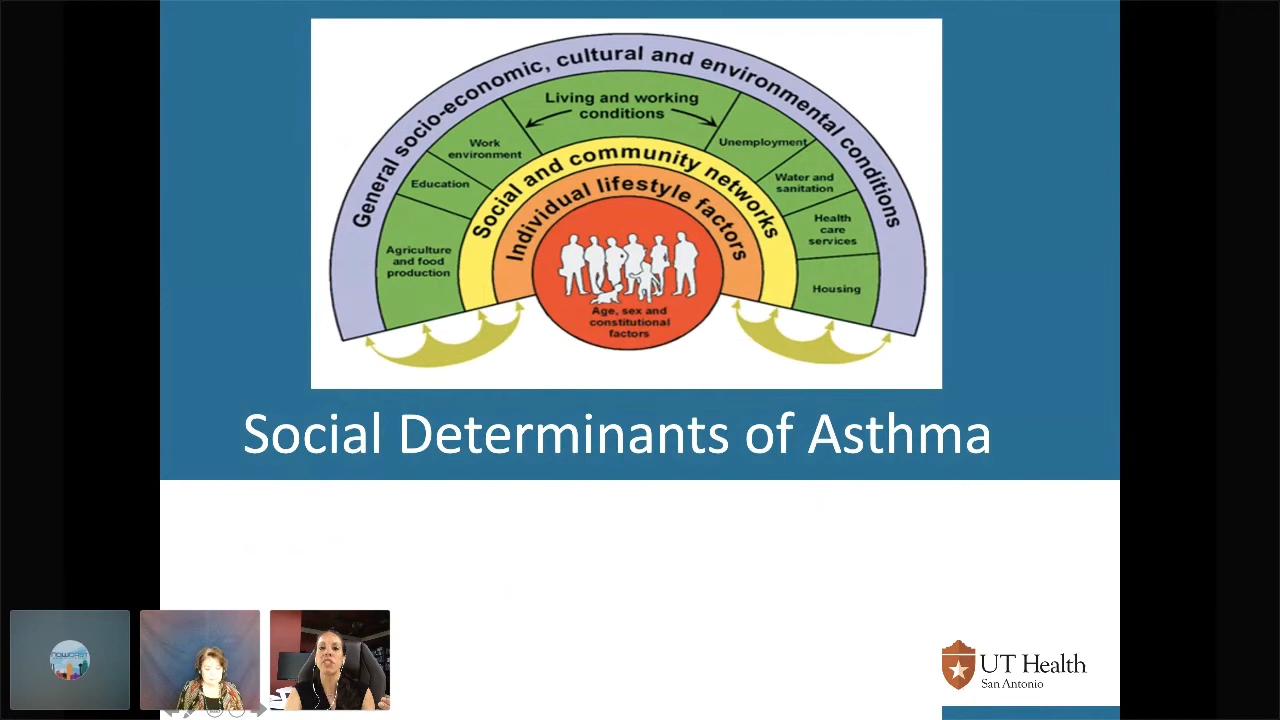 General socio-economic, cultural and environmental conditions
Living and working
conditions
Work
environment
Unemployment
Education
Water and
sanitation
Agriculture
and food
production
Health
care
services
Housing
Social and community networks
Individual lifestyle factors
Age, sex and
constitutional
factors
Social Determinants of Asthma
UT Health
San Antonio